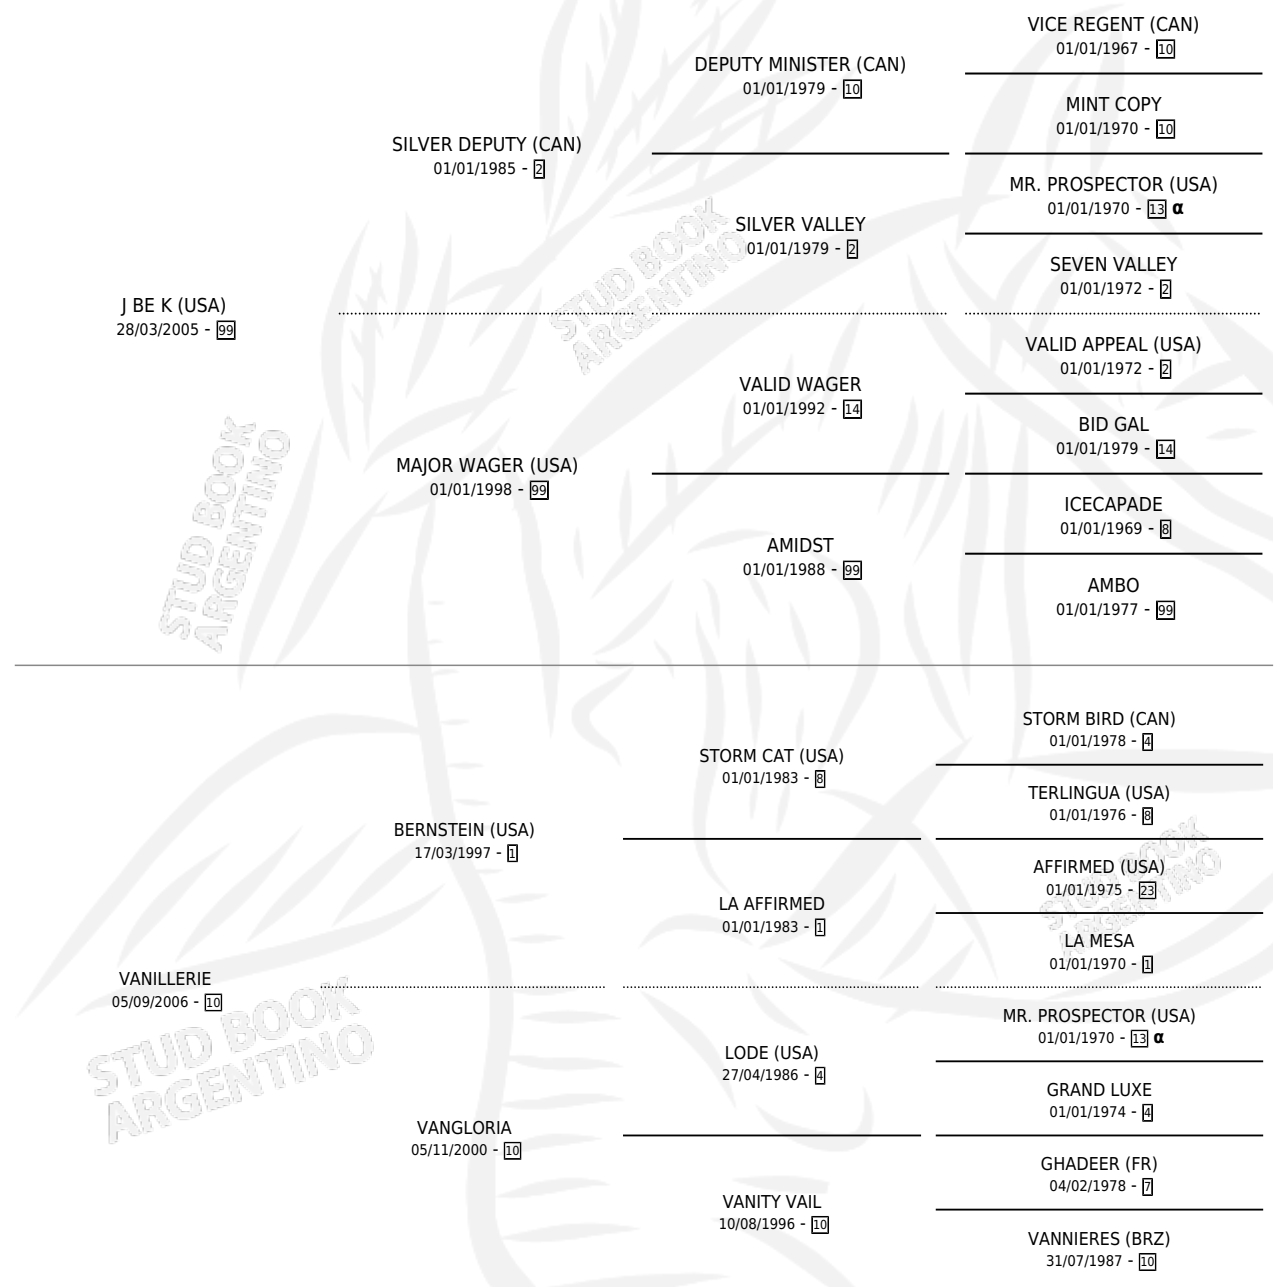 VICE REGENT (CAN)
01/01/1967 - 10
DEPUTY MINISTER (CAN)
01/01/1979 - 10
MINT COPY
01/01/1970 - 10
SILVER DEPUTY (CAN)
01/01/1985 - 2
MR. PROSPECTOR (USA)
01/01/1970 - 13 α
SILVER VALLEY
01/01/1979 - 2
SEVEN VALLEY
01/01/1972 - 2
STUD BOOK
ARGENTINO
J BE K (USA)
28/03/2005 - 99
VALID APPEAL (USA)
01/01/1972 - 2
VALID WAGER
01/01/1992 - 14
BID GAL
01/01/1979 - 14
MAJOR WAGER (USA)
01/01/1998 - 99
STUD BOOK
ARGENTINO
ICECAPADE
01/01/1969 - 8
AMIDST
01/01/1988 - 99
AMBO
01/01/1977 - 99
STORM BIRD (CAN)
01/01/1978 - 4
STORM CAT (USA)
01/01/1983 - 8
TERLINGUA (USA)
01/01/1976 - 8
BERNSTEIN (USA)
17/03/1997 - 1
AFFIRMED (USA)
01/01/1975 - 23
STUD BOOK
ARGENTINO
LA AFFIRMED
01/01/1983 - 1
LA MESA
01/01/1970 - 1
VANILLERIE
05/09/2006 - 10
STUD BOOK
ARGENTINO
MR. PROSPECTOR (USA)
01/01/1970 - 13 α
LODE (USA)
27/04/1986 - 4
GRAND LUXE
01/01/1974 - 4
VANGLORIA
05/11/2000 - 10
GHADEER (FR)
04/02/1978 - 7
VANITY VAIL
10/08/1996 - 10
VANNIERES (BRZ)
31/07/1987 - 10